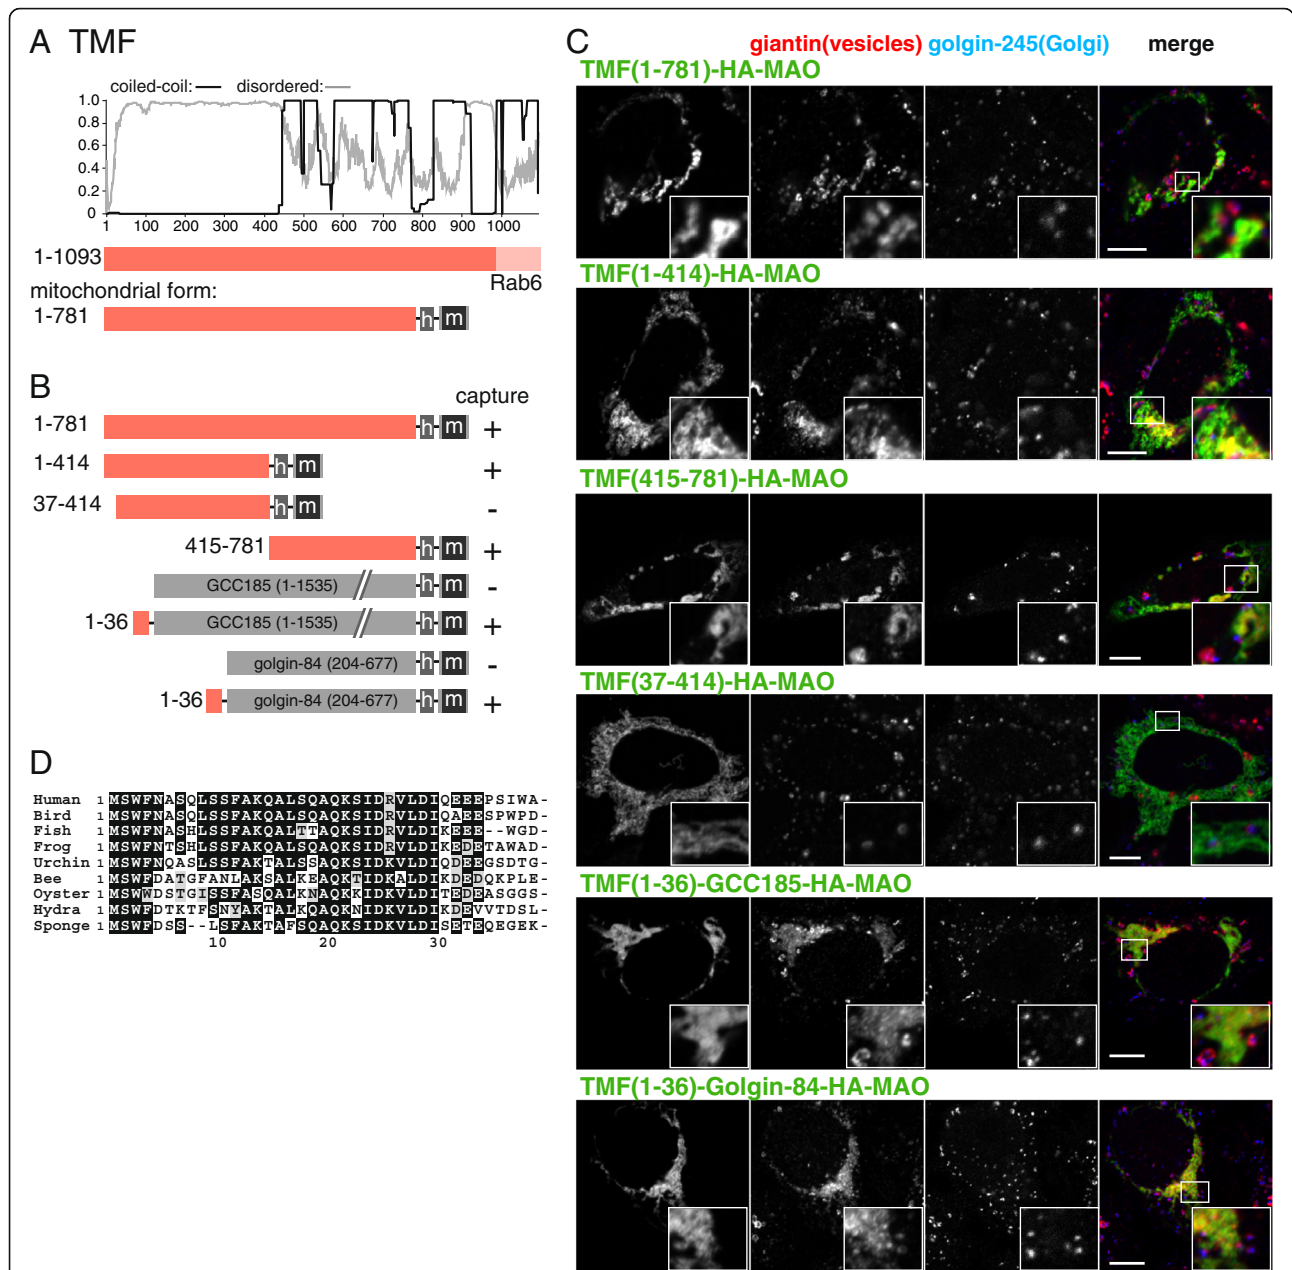 A TMF
coiled-coil: disordered:
1.0
0.8
0.6
0.4
0.2
0
1 100 200 300 400 500 600 700 800 900 1000
1-1093
Rab6
mitochondrial form:
1-781 h m
B
capture
1-781 h m +
1-414 h m +
37-414 h m -
415-781 h m +
GCC185 (1-1535) h m -
1-36 GCC185 (1-1535) h m +
golgin-84 (204-677) h m -
1-36 golgin-84 (204-677) h m +
D
Human 1 MSWFNASQLSSFAKQALSQAQKSIDRVLDIQEEEPSIWA-
Bird 1 MSWFNASQLSSFAKQALSQAQKSIDRVLDIQAEESPWPD-
Fish 1 MSWFNASHLSSFAKQALTTAQKSIDRVLDIKEEE--WGD-
Frog 1 MSWFNTSHLSSFAKQALSQAQKSIDRVLDIKEDETAWAD-
Urchin 1 MSWFNQASLSSFAKTALSSAQKSIDKVLDIQDEEGSDTG-
Bee 1 MSWFDATGFANLAKSALKEAQKTIDKALDIKDEDQKPLE-
Oyster 1 MSWWDSTGISSFASQALKNAQKKIDKVLDITEDEASGGS-
Hydra 1 MSWFDTKTFSNYAKTALKQAQKNIDKVLDIKDEVVTDSL-
Sponge 1 MSWFDSS--LSFAKTAFSQAQKSIDKVLDISETEQEGEK-
10 20 30
C
giantin(vesicles) golgin-245(Golgi) merge
TMF(1-781)-HA-MAO
TMF(1-414)-HA-MAO
TMF(415-781)-HA-MAO
TMF(37-414)-HA-MAO
TMF(1-36)-GCC185-HA-MAO
TMF(1-36)-Golgin-84-HA-MAO